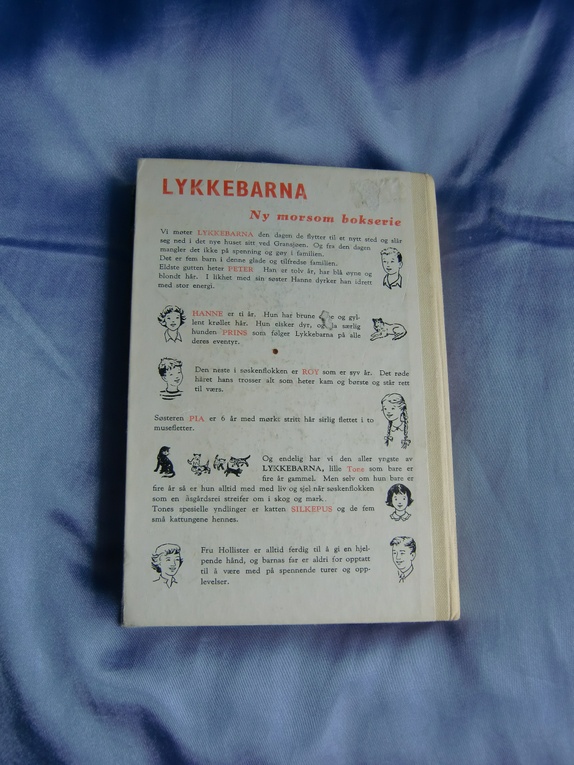 LYKKEBARNA
Ny morsom bokserie
Vi møter LYKKEBARNA den dagen de flytter til et nytt sted og slår
seg ned i det nye huset sitt ved Gransjøen. Og fra den dagen
mangler det ikke på spenning og gøy i familien.
Det er fem barn i denne glade og tilfredse familien.
Eldste gutten heter PETER Han er tolv år, har blå øyne og
blondt hår. I likhet med sin søster Hanne dyrker han idrett
med stor energi.
HANNE er ti år. Hun har brune og gyl-
lent krøllet hår. Hun elsker dyr, særlig
hunden PRINS som følger Lykkebarna på alle
deres eventyr.
Den neste i søskenflokken er ROY som er syv år. Det røde
håret hans trosser alt som heter kam og børste og står rett
til værs.
Søsteren PIA er 6 år med mørkt stritt hår sirlig flettet i to
musefletter.
Og endelig har vi den aller yngste av
LYKKEBARNA, lille Tone som bare er
fire år gammel. Men selv om hun bare er
fire år så er hun alltid med med liv og sjel når søskenflokken
som en åsgårdsrei streifer om i skog og mark
Tones spesielle yndlinger er katten SILKEPUS og de fem
små kattungene hennes.
Fru Hollister er alltid ferdig til å gi en hjel-
pende hånd, og barnas far er aldri for opptatt
til å være med på spennende turer og opp-
levelser.